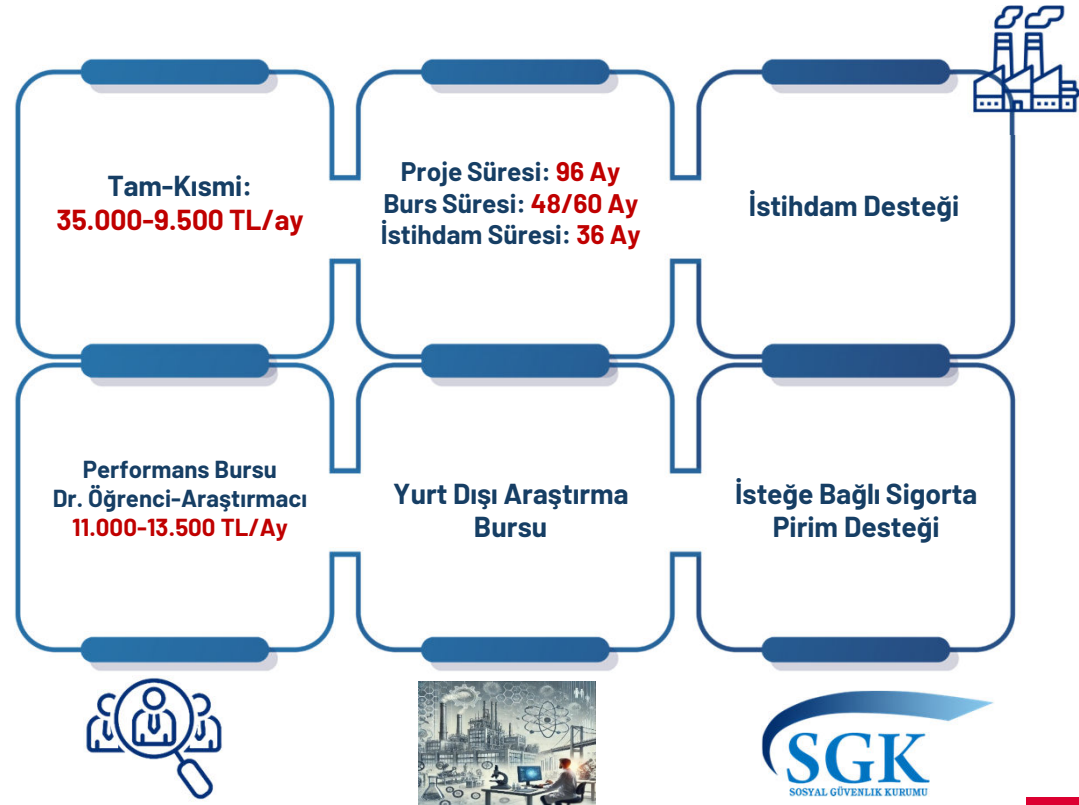 Tam-Kısmi:
35.000-9.500 TL/ay
Proje Süresi: 96 Ay
Burs Süresi: 48/60 Ay
İstihdam Süresi: 36 Ay
İstihdam Desteği
Performans Bursu
Dr. Öğrenci-Araştırmacı
11.000-13.500 TL/Ay
Yurt Dışı Araştırma
Bursu
İsteğe Bağlı Sigorta
Pirim Desteği
SGK
SOSYAL GÜVENLİK KURUMU